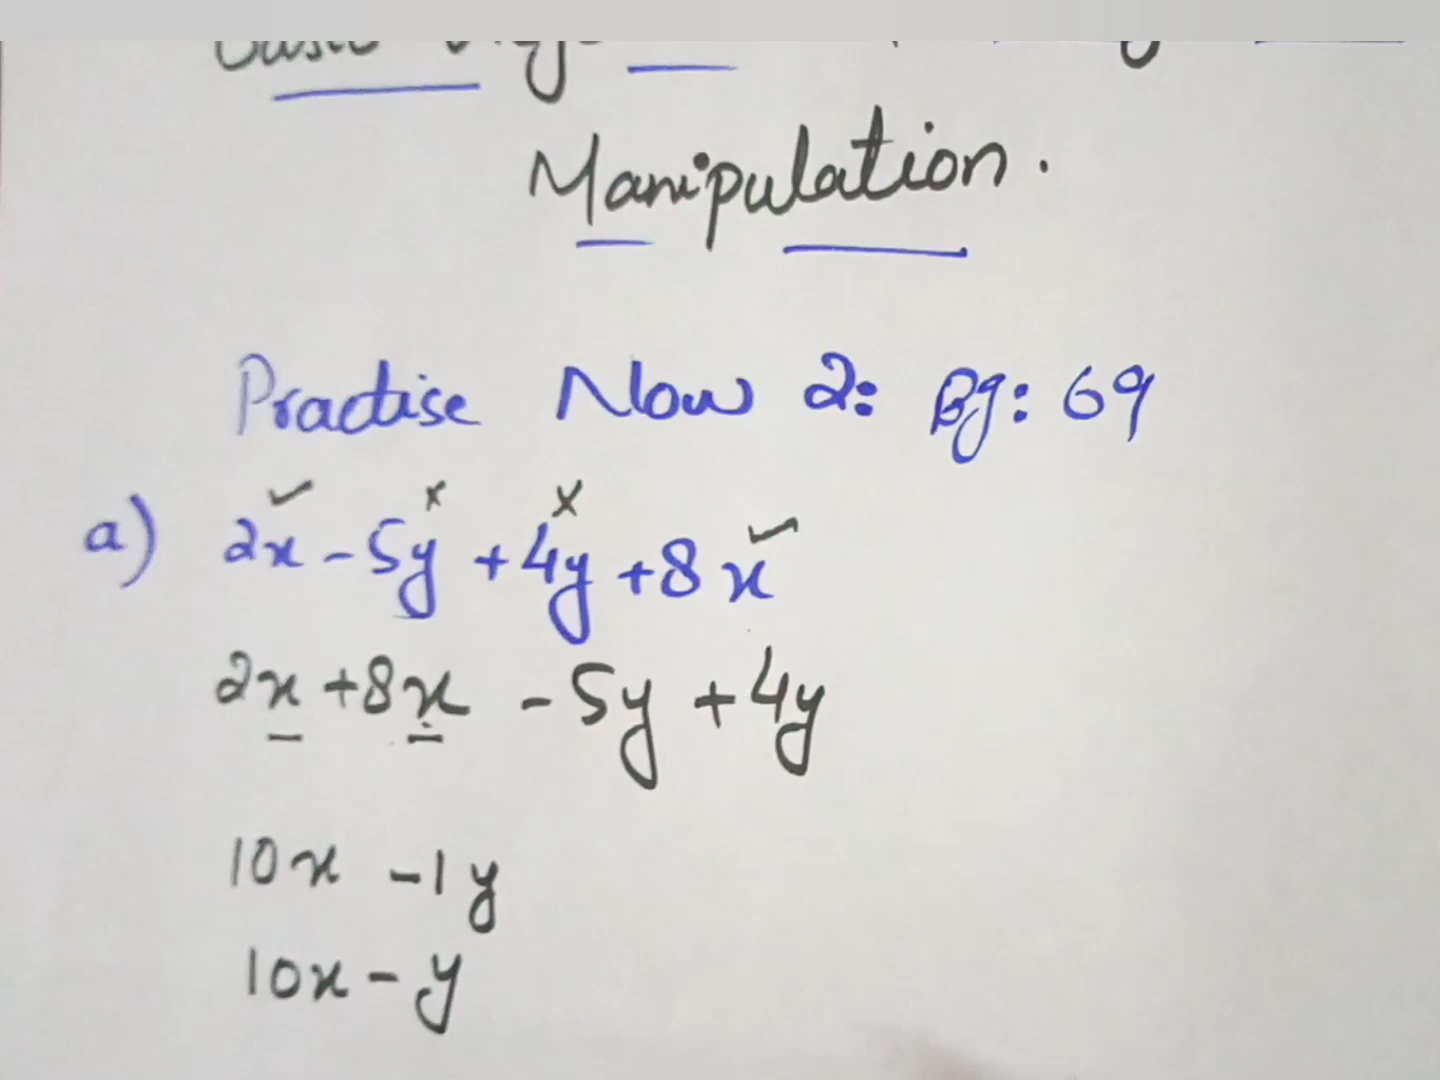 Manipulation.
Practise Now 2: Pg: 69
a) 2x - 5y + 4y + 8x
2x + 8x - 5y + 4y
10x - 1y
10x - y